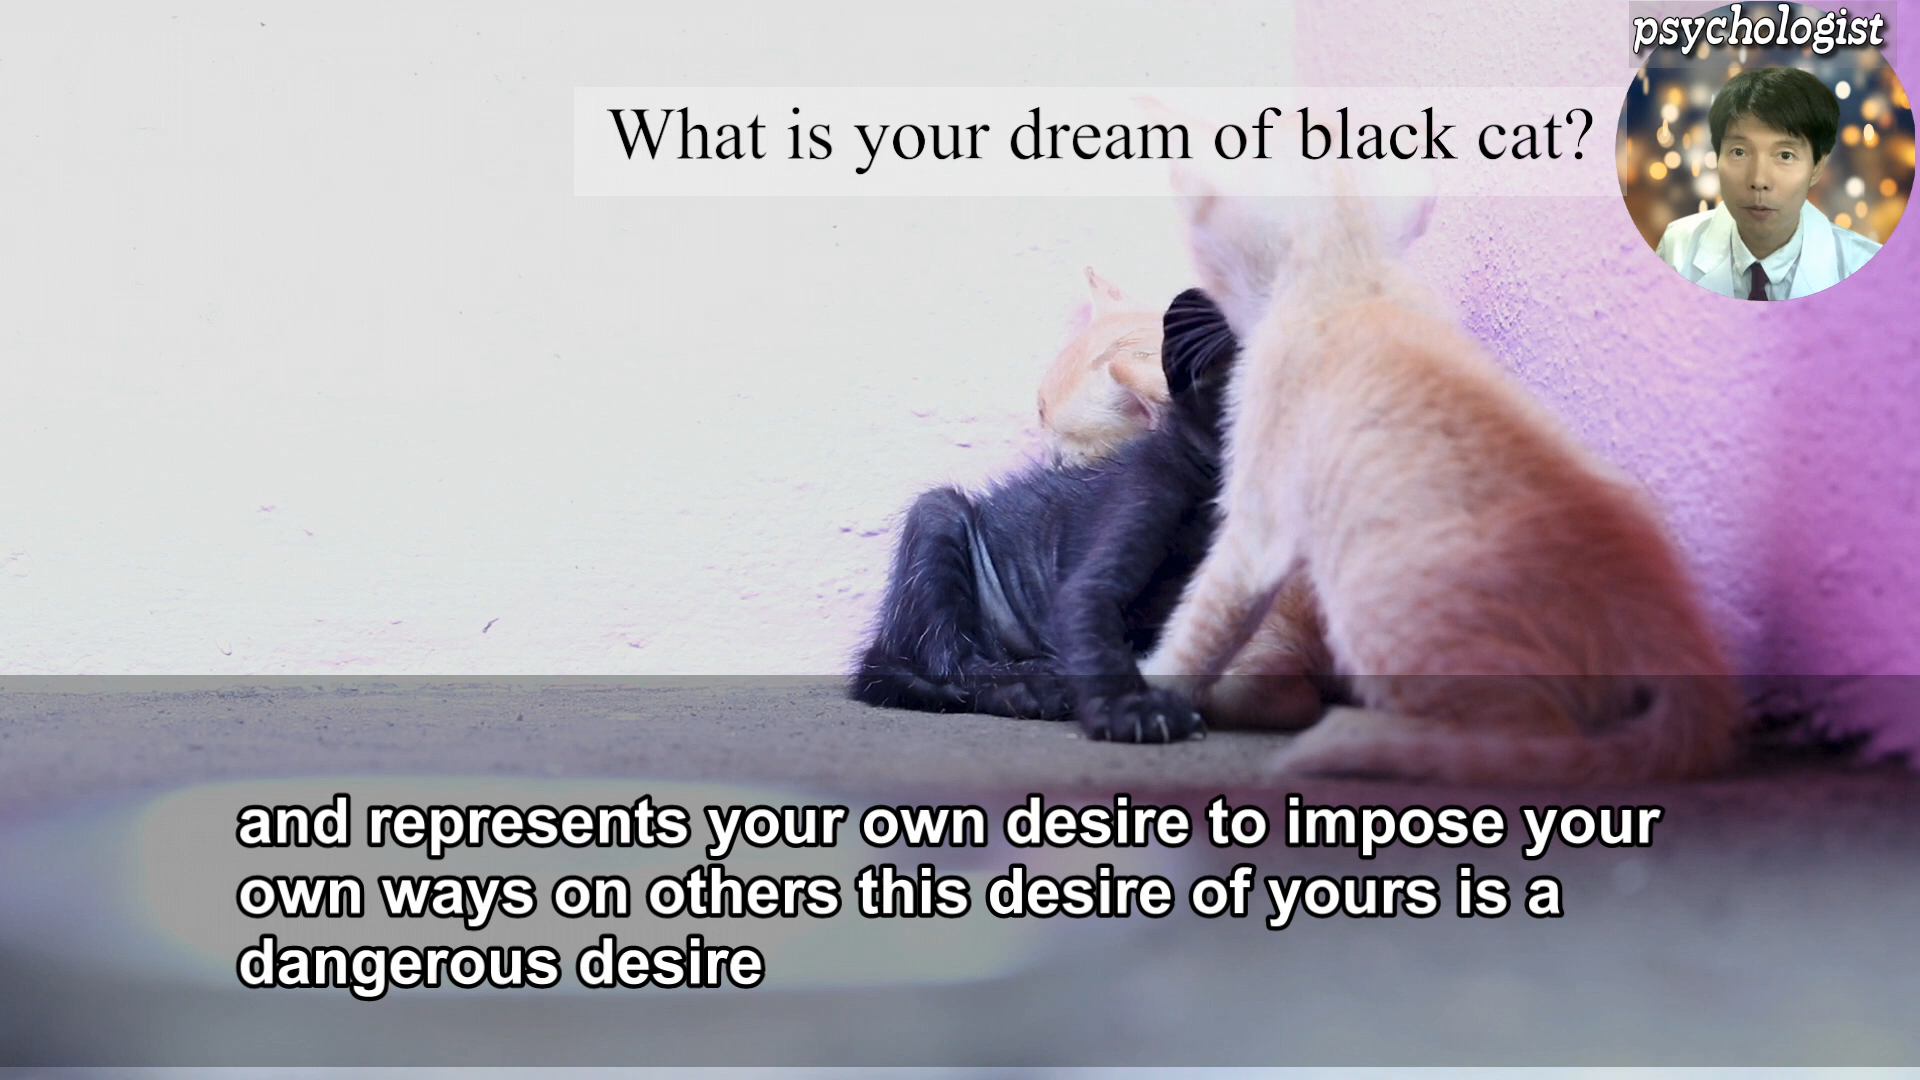 psychologist
What is your dream of black cat?
and represents your own desire to impose your
own ways on others this desire of yours is a
dangerous desire